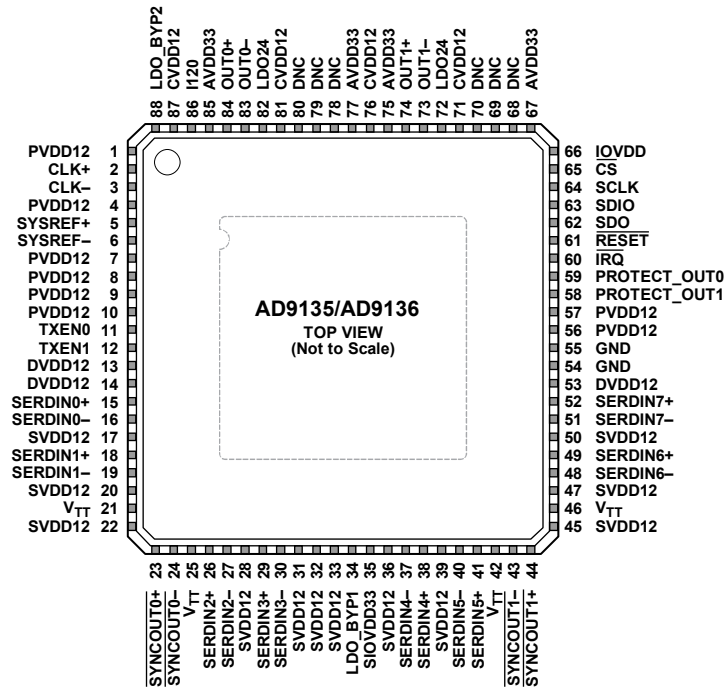 88 LDO_BYP2
87 CVDD12
86 I120
85 AVDD33
84 OUT0+
83 OUT0–
82 LDO24
81 CVDD12
80 DNC
79 DNC
78 DNC
77 AVDD33
76 CVDD12
75 AVDD33
74 OUT1+
73 OUT1–
72 LDO24
71 CVDD12
70 DNC
69 DNC
68 DNC
67 AVDD33
PVDD12 1
CLK+ 2
CLK– 3
PVDD12 4
SYSREF+ 5
SYSREF– 6
PVDD12 7
PVDD12 8
PVDD12 9
PVDD12 10
TXEN0 11
TXEN1 12
DVDD12 13
DVDD12 14
SERDIN0+ 15
SERDIN0– 16
SVDD12 17
SERDIN1+ 18
SERDIN1– 19
SVDD12 20
VTT 21
SVDD12 22
AD9135/AD9136
TOP VIEW
(Not to Scale)
66 IOVDD
65 CS
64 SCLK
63 SDIO
62 SDO
61 RESET
60 IRQ
59 PROTECT_OUT0
58 PROTECT_OUT1
57 PVDD12
56 PVDD12
55 GND
54 GND
53 DVDD12
52 SERDIN7+
51 SERDIN7–
50 SVDD12
49 SERDIN6+
48 SERDIN6–
47 SVDD12
46 VTT
45 SVDD12
SYNCOUT0+ 23
SYNCOUT0– 24
VTT 25
SERDIN2+ 26
SERDIN2– 27
SVDD12 28
SERDIN3+ 29
SERDIN3– 30
SVDD12 31
SVDD12 32
SVDD12 33
LDO_BYP1 34
SIOVDD33 35
SVDD12 36
SERDIN4– 37
SERDIN4+ 38
SVDD12 39
SERDIN5– 40
SERDIN5+ 41
VTT 42
SYNCOUT1– 43
SYNCOUT1+ 44